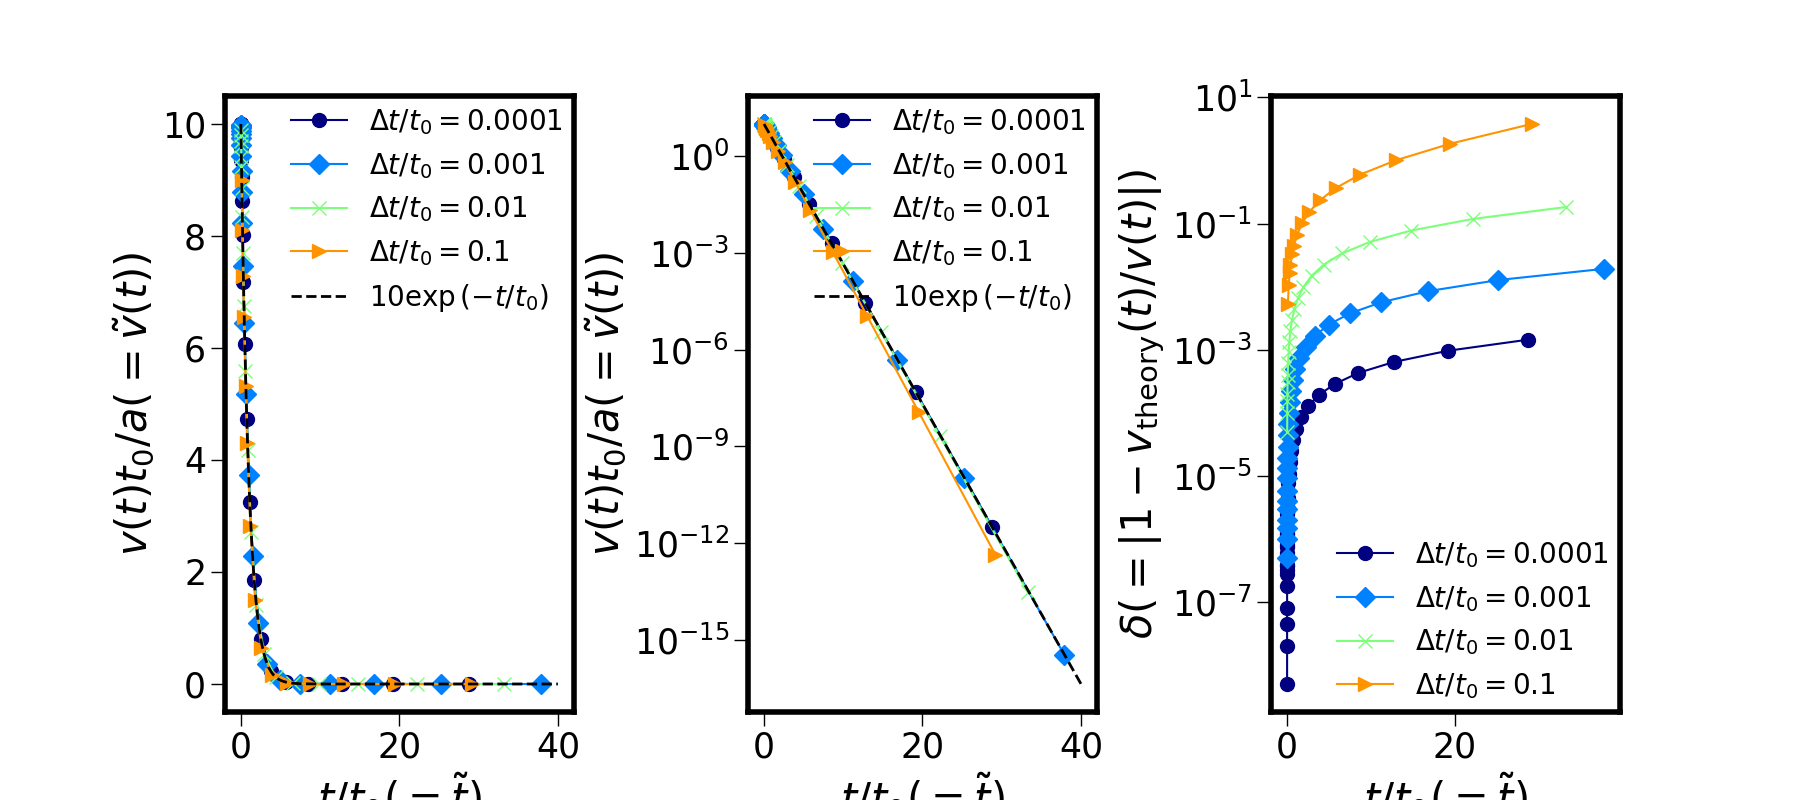 v(t)t₀/a(=ṽ(t))
10
8
6
4
2
0
0 20 40
t/t₀(=t̃)
Δt/t₀ = 0.0001
Δt/t₀ = 0.001
Δt/t₀ = 0.01
Δt/t₀ = 0.1
10exp(−t/t₀)
v(t)t₀/a(=ṽ(t))
10⁰
10⁻³
10⁻⁶
10⁻⁹
10⁻¹²
10⁻¹⁵
0 20 40
t/t₀(=t̃)
Δt/t₀ = 0.0001
Δt/t₀ = 0.001
Δt/t₀ = 0.01
Δt/t₀ = 0.1
10exp(−t/t₀)
δ(=|1 − v_theory(t)/v(t)|)
10¹
10⁻¹
10⁻³
10⁻⁵
10⁻⁷
0 20
t/t₀(=t̃)
Δt/t₀ = 0.0001
Δt/t₀ = 0.001
Δt/t₀ = 0.01
Δt/t₀ = 0.1